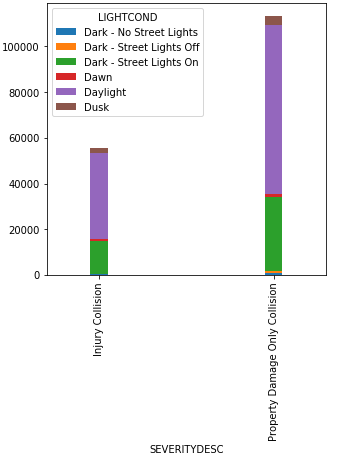 LIGHTCOND
Dark - No Street Lights
Dark - Street Lights Off
Dark - Street Lights On
Dawn
Daylight
Dusk
100000
80000
60000
40000
20000
0
Injury Collision
Property Damage Only Collision
SEVERITYDESC